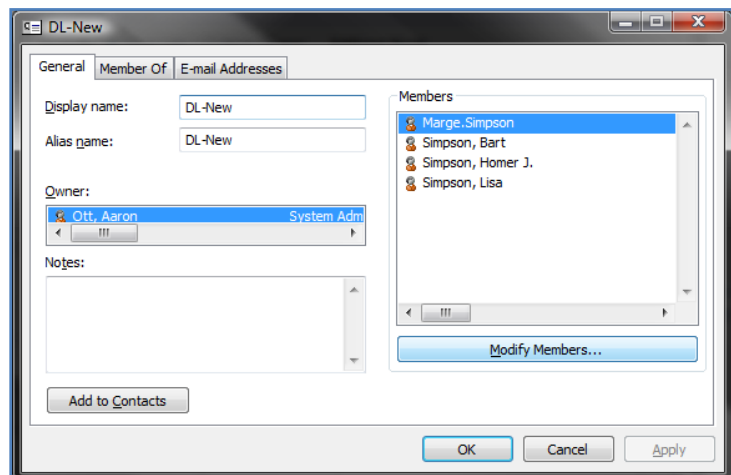 DL-New
General Member Of E-mail Addresses
Display name: DL-New
Alias name: DL-New
Owner:
Ott, Aaron System Adm
Notes:
Add to Contacts
Members
Marge.Simpson
Simpson, Bart
Simpson, Homer J.
Simpson, Lisa
Modify Members...
OK Cancel Apply